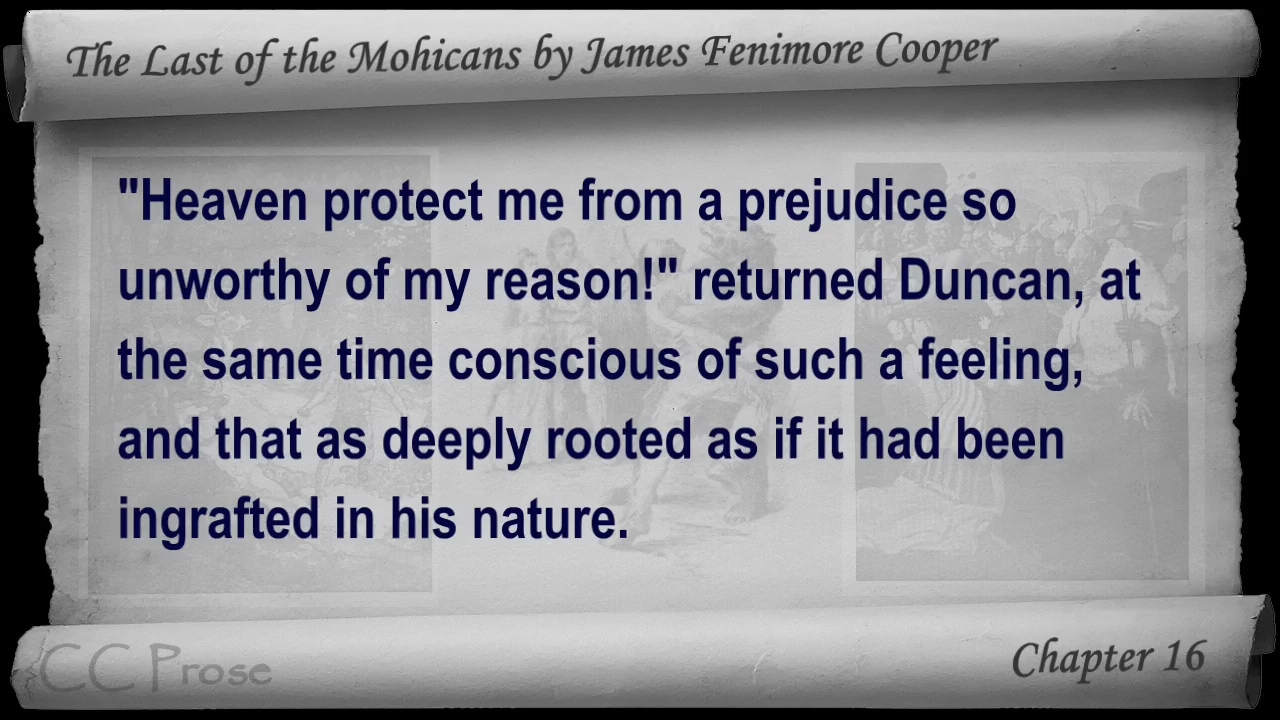 The Last of the Mohicans by James Fenimore Cooper
"Heaven protect me from a prejudice so
unworthy of my reason!" returned Duncan, at
the same time conscious of such a feeling,
and that as deeply rooted as if it had been
ingrafted in his nature.
CC Prose
Chapter 16